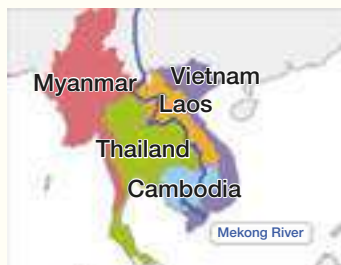 Myanmar
Vietnam
Laos
Thailand
Cambodia
Mekong River